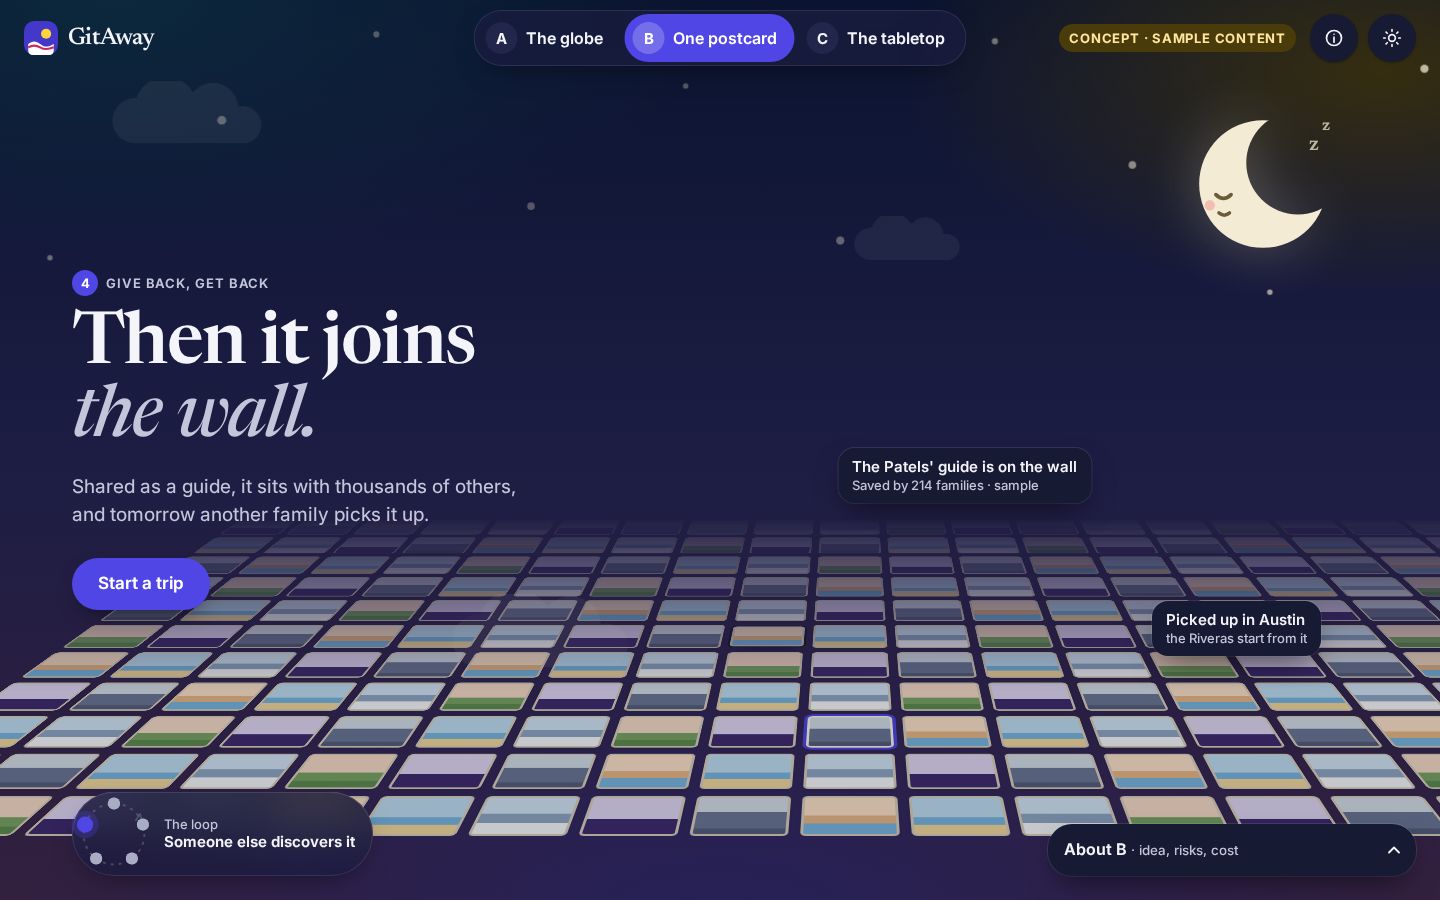 GitAway
A The globe
B One postcard
C The tabletop
CONCEPT · SAMPLE CONTENT
z
z
4 GIVE BACK, GET BACK
Then it joins
the wall.
Shared as a guide, it sits with thousands of others,
and tomorrow another family picks it up.
Start a trip
The Patels' guide is on the wall
Saved by 214 families · sample
Picked up in Austin
the Riveras start from it
The loop
Someone else discovers it
About B · idea, risks, cost